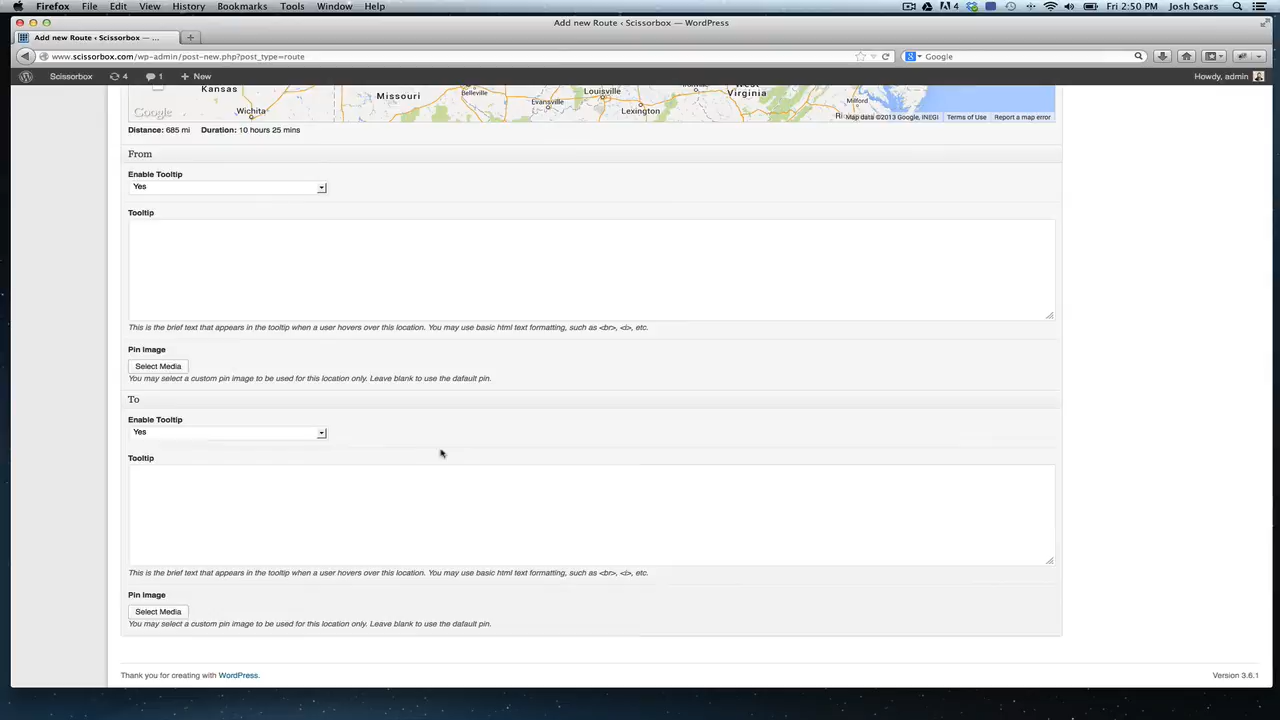 Firefox File Edit View History Bookmarks Tools Window Help 4 Fri 2:50 PM Josh Sears
Add new Route ‹ Scissorbox — WordPress
Add new Route ‹ Scissorbox — ...
www.scissorbox.com/wp-admin/post-new.php?post_type=route Google
Scissorbox 4 1 + New Howdy, admin
Kansas Missouri Belleville Louisville West Virginia
Wichita Evansville Lexington Milford
Google Map data ©2013 Google, INEGI Terms of Use Report a map error
Distance: 685 mi Duration: 10 hours 25 mins
From
Enable Tooltip
Yes
Tooltip
This is the brief text that appears in the tooltip when a user hovers over this location. You may use basic html text formatting, such as <br>, <i>, etc.
Pin Image
Select Media
You may select a custom pin image to be used for this location only. Leave blank to use the dafault pin.
To
Enable Tooltip
Yes
Tooltip
This is the brief text that appears in the tooltip when a user hovers over this location. You may use basic html text formatting, such as <br>, <i>, etc.
Pin Image
Select Media
You may select a custom pin image to be used for this location only. Leave blank to use the dafault pin.
Thank you for creating with WordPress. Version 3.6.1